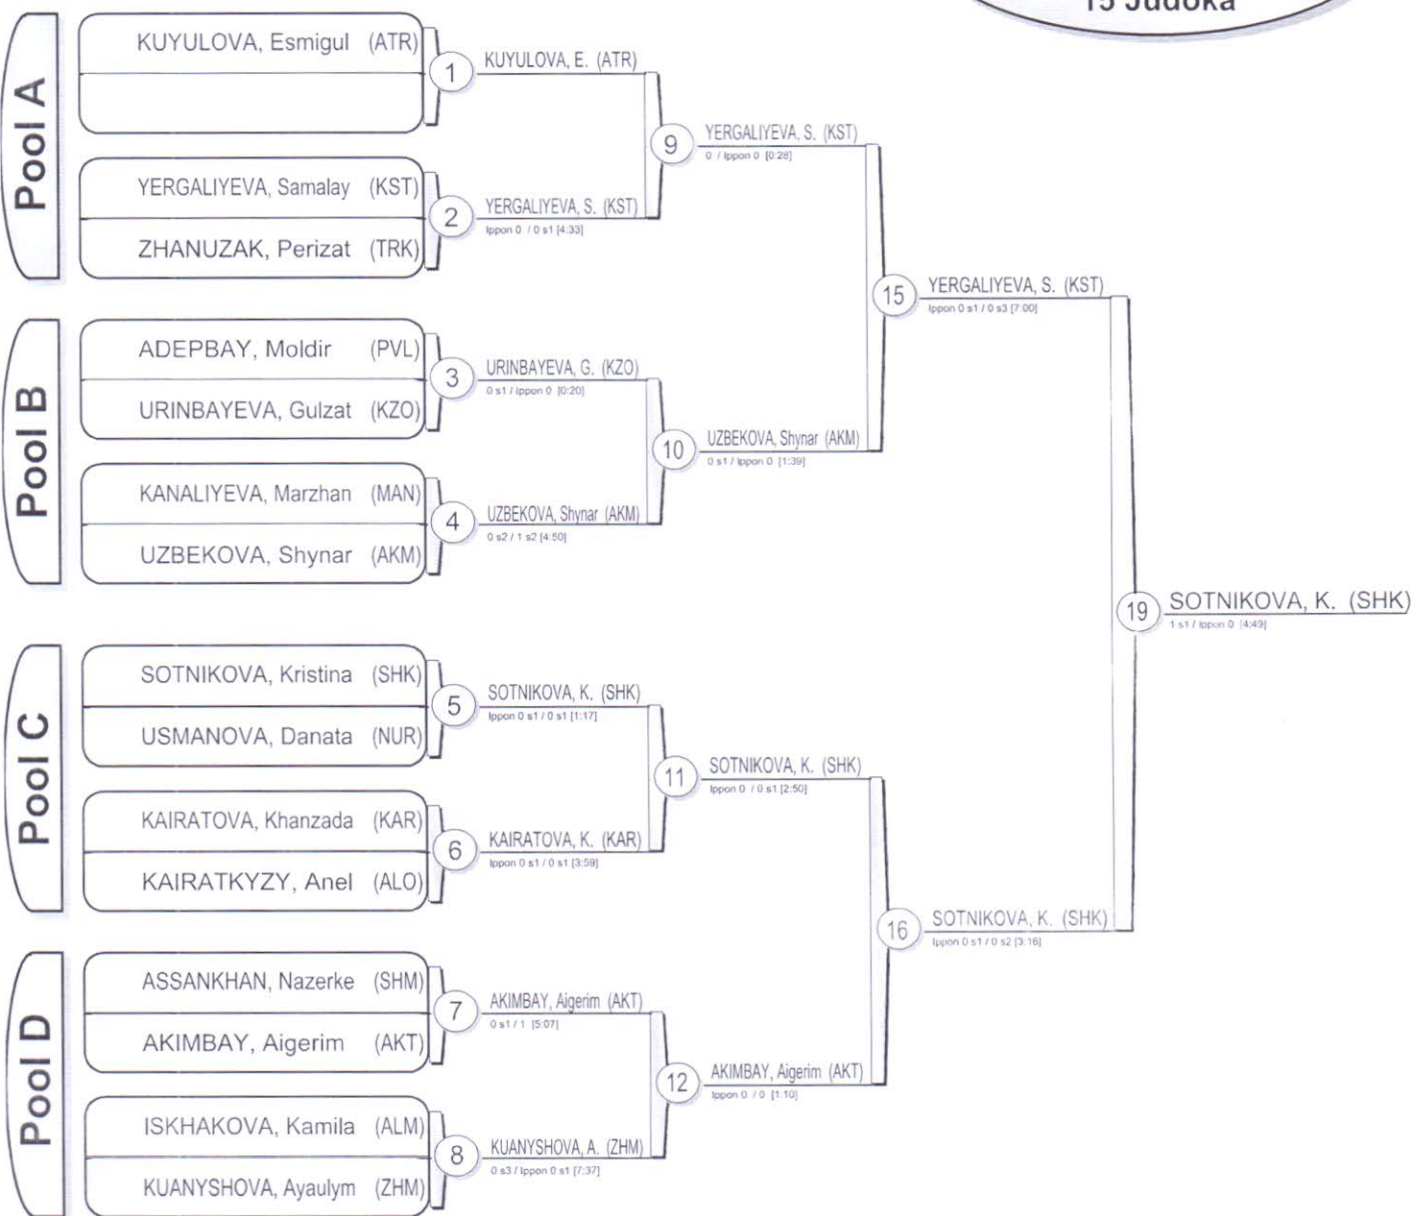 15 Judoka
Pool A
KUYULOVA, Esmigul (ATR)
YERGALIYEVA, Samalay (KST)
ZHANUZAK, Perizat (TRK)
1
KUYULOVA, E. (ATR)
2
YERGALIYEVA, S. (KST)
Ippon 0 / 0 s1 [4:33]
9
YERGALIYEVA, S. (KST)
0 / Ippon 0 [0:28]
Pool B
ADEPBAY, Moldir (PVL)
URINBAYEVA, Gulzat (KZO)
KANALIYEVA, Marzhan (MAN)
UZBEKOVA, Shynar (AKM)
3
URINBAYEVA, G. (KZO)
0 s1 / Ippon 0 [0:20]
4
UZBEKOVA, Shynar (AKM)
0 s2 / 1 s2 [4:50]
10
UZBEKOVA, Shynar (AKM)
0 s1 / Ippon 0 [1:39]
15
YERGALIYEVA, S. (KST)
Ippon 0 s1 / 0 s3 [7:00]
Pool C
SOTNIKOVA, Kristina (SHK)
USMANOVA, Danata (NUR)
KAIRATOVA, Khanzada (KAR)
KAIRATKYZY, Anel (ALO)
5
SOTNIKOVA, K. (SHK)
Ippon 0 s1 / 0 s1 [1:17]
6
KAIRATOVA, K. (KAR)
Ippon 0 s1 / 0 s1 [3:59]
11
SOTNIKOVA, K. (SHK)
Ippon 0 / 0 s1 [2:50]
Pool D
ASSANKHAN, Nazerke (SHM)
AKIMBAY, Aigerim (AKT)
ISKHAKOVA, Kamila (ALM)
KUANYSHOVA, Ayaulym (ZHM)
7
AKIMBAY, Aigerim (AKT)
0 s1 / 1 [5:07]
8
KUANYSHOVA, A. (ZHM)
0 s3 / Ippon 0 s1 [7:37]
12
AKIMBAY, Aigerim (AKT)
Ippon 0 / 0 [1:10]
16
SOTNIKOVA, K. (SHK)
Ippon 0 s1 / 0 s2 [3:16]
19
SOTNIKOVA, K. (SHK)
1 s1 / Ippon 0 [4:49]